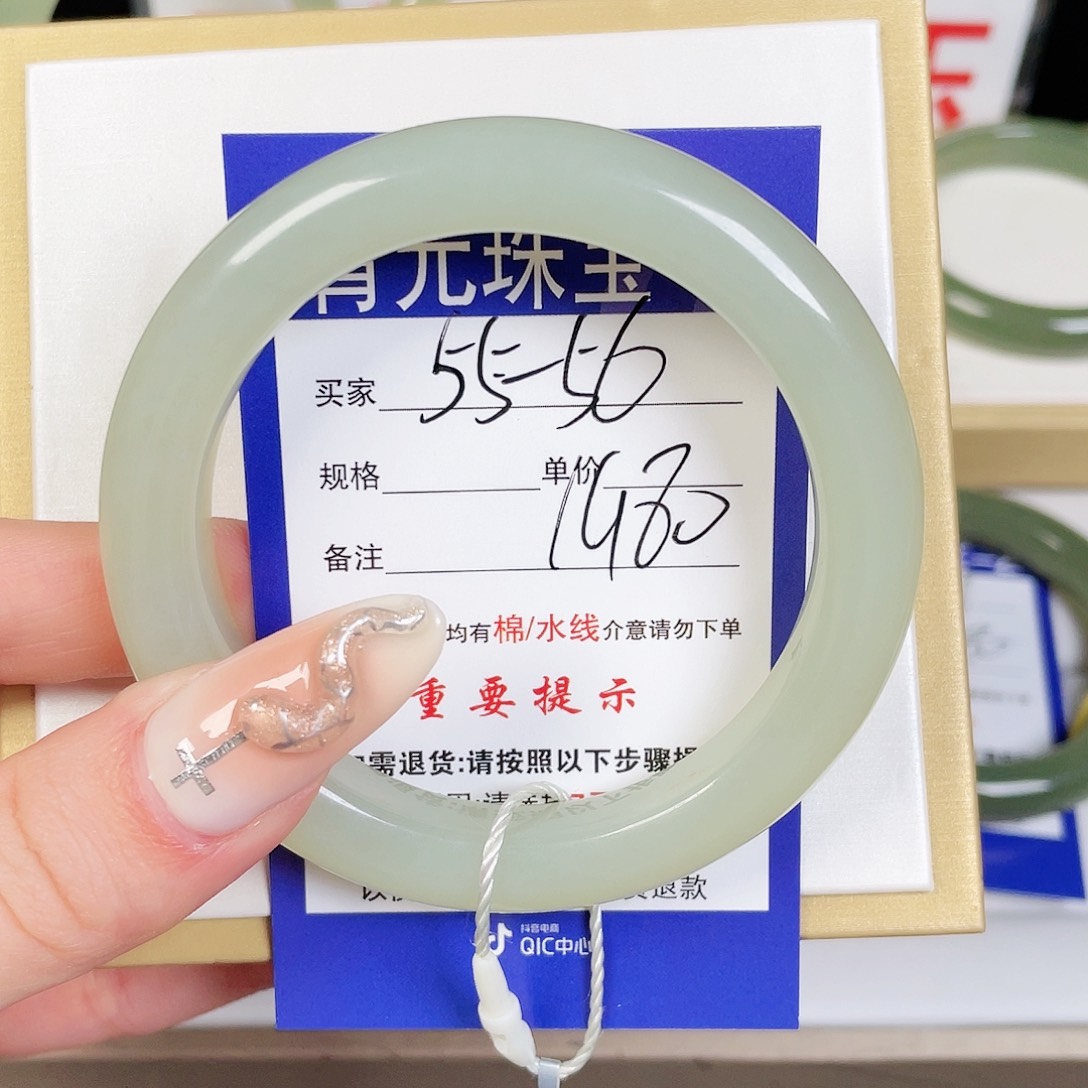 元珠宝
买家 55-56
规格 单价 1480
备注
均有棉/水线介意请勿下单
重要提示
需退货:请按照以下步骤
退款
抖音电商
QIC中心